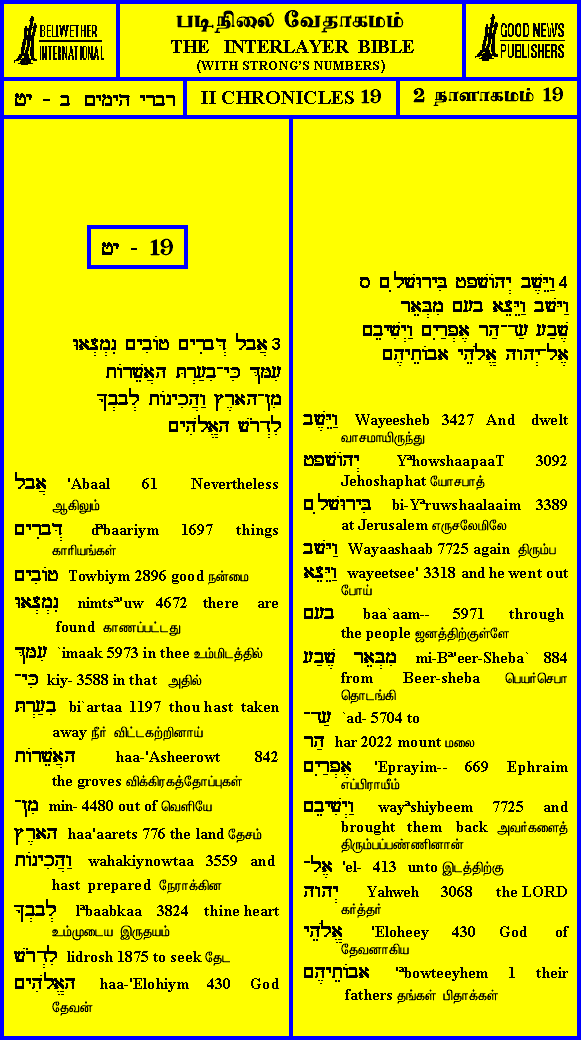 BELLWETHER
INTERNATIONAL
படிநிலை வேதாகமம்
THE INTERLAYER BIBLE
(WITH STRONG'S NUMBERS)
GOOD NEWS
PUBLISHERS
דברי הימים ב - יט
II CHRONICLES 19
2 நாளாகமம் 19
יט - 19
3 אֲבָל דְּבָרִים טוֹבִים נִמְצְאוּ
עִמָּךְ כִּי־בִעַרְתָּ הָאֲשֵׁרוֹת
מִן־הָאָרֶץ וַהֲכִינוֹתָ לְבָבְךָ
לִדְרֹשׁ הָאֱלֹהִים
אֲבָל 'Abaal 61 Nevertheless
ஆகிலும்
דְּבָרִים dªbaariym 1697 things
காரியங்கள்
טוֹבִים Towbiym 2896 good நன்மை
נִמְצְאוּ nimtsª'uw 4672 there are
found காணப்பட்டது
עִמָּךְ `imaak 5973 in thee உம்மிடத்தில்
כִּי־ kiy- 3588 in that அதில்
בִעַרְתָּ bi`artaa 1197 thou hast taken
away நீர் விட்டகற்றினாய்
הָאֲשֵׁרוֹת haa-'Asheerowt 842
the groves விக்கிரகத்தோப்புகள்
מִן־ min- 4480 out of வெளியே
הָאָרֶץ haa'aarets 776 the land தேசம்
וַהֲכִינוֹתָ wahakiynowtaa 3559 and
hast prepared நேராக்கின
לְבָבְךָ lªbaabkaa 3824 thine heart
உம்முடைய இருதயம்
לִדְרֹשׁ lidrosh 1875 to seek தேட
הָאֱלֹהִים haa-'Elohiym 430 God
தேவன்
4 וַיֵּשֶׁב יְהוֹשָׁפָט בִּירוּשָׁלִָם ס
וַיָּשָׁב וַיֵּצֵא בָעָם מִבְּאֵר
שֶׁבַע עַד־הַר אֶפְרַיִם וַיְשִׁיבֵם
אֶל־יְהוָה אֱלֹהֵי אֲבוֹתֵיהֶם
וַיֵּשֶׁב Wayeesheb 3427 And dwelt
வாசமாயிருந்து
יְהוֹשָׁפָט YªhowshaapaaT 3092
Jehoshaphat யோசபாத்
בִּירוּשָׁלִָם bi-Yªruwshaalaaim 3389
at Jerusalem எருசலேமிலே
וַיָּשָׁב Wayaashaab 7725 again திரும்ப
וַיֵּצֵא wayeetsee' 3318 and he went out
போய்
בָעָם baa`aam-- 5971 through
the people ஜனத்திற்குள்ளே
מִבְּאֵר שֶׁבַע mi-Bª'eer-Sheba` 884
from Beer-sheba பெயர்செபா
தொடங்கி
עַד־ `ad- 5704 to
הַר har 2022 mount மலை
אֶפְרַיִם 'Eprayim-- 669 Ephraim
எப்பிராயீம்
וַיְשִׁיבֵם wayªshiybeem 7725 and
brought them back அவர்களைத்
திருப்பப்பண்ணினான்
אֶל־ 'el- 413 unto இடத்திற்கு
יְהוָה Yahweh 3068 the LORD
கர்த்தர்
אֱלֹהֵי 'Eloheey 430 God of
தேவனாகிய
אֲבוֹתֵיהֶם 'ªbowteeyhem 1 their
fathers தங்கள் பிதாக்கள்